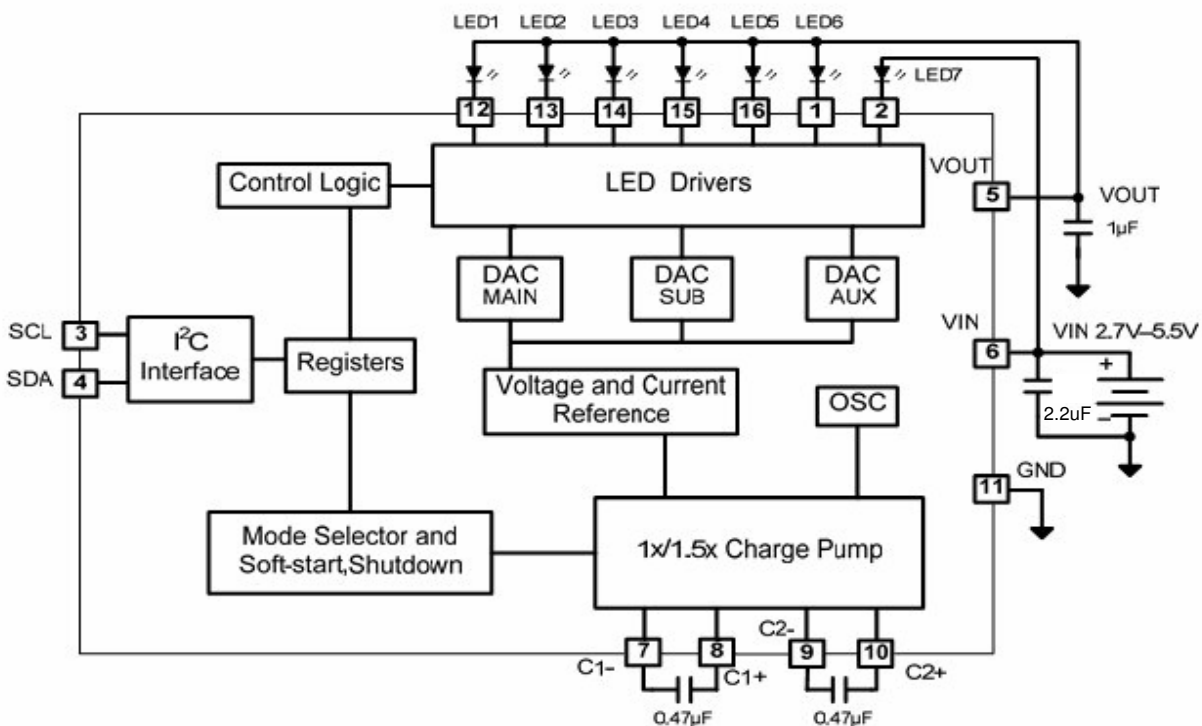 LED1 LED2 LED3 LED4 LED5 LED6
LED7
12 13 14 15 16 1 2
Control Logic
LED Drivers
VOUT
5
VOUT
1µF
DAC
MAIN
DAC
SUB
DAC
AUX
SCL 3
SDA 4
I²C
Interface
Registers
VIN
6
VIN 2.7V–5.5V
+
2.2uF
–
Voltage and Current
Reference
OSC
GND
11
Mode Selector and
Soft-start,Shutdown
1x/1.5x Charge Pump
C1- 7 8 C1+
C2- 9 10 C2+
0.47µF 0.47µF